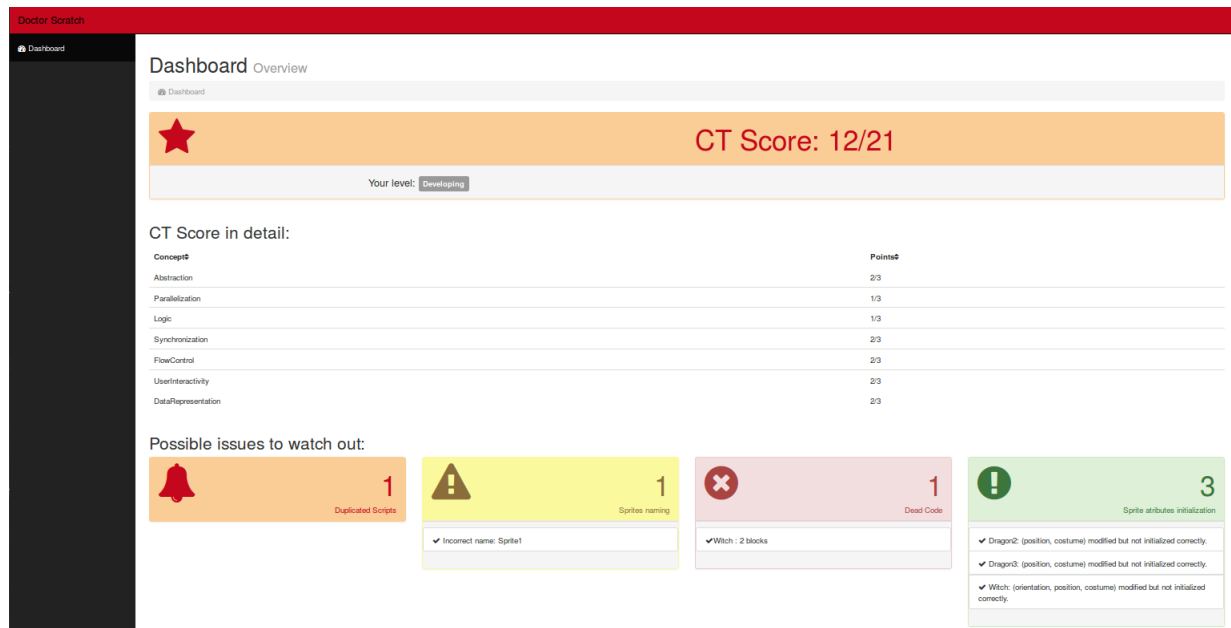 Doctor Scratch
Dashboard
Dashboard Overview
Dashboard
CT Score: 12/21
Your level: Developing
CT Score in detail:
Concept Points
Abstraction 2/3
Parallelization 1/3
Logic 1/3
Synchronization 2/3
FlowControl 2/3
UserInteractivity 2/3
DataRepresentation 2/3
Possible issues to watch out:
1
Duplicated Scripts
1
Sprites naming
Incorrect name: Sprite1
1
Dead Code
Witch : 2 blocks
3
Sprite atributes initialization
Dragon2: (position, costume) modified but not initialized correctly.
Dragon3: (position, costume) modified but not initialized correctly.
Witch: (orientation, position, costume) modified but not initialized
correctly.